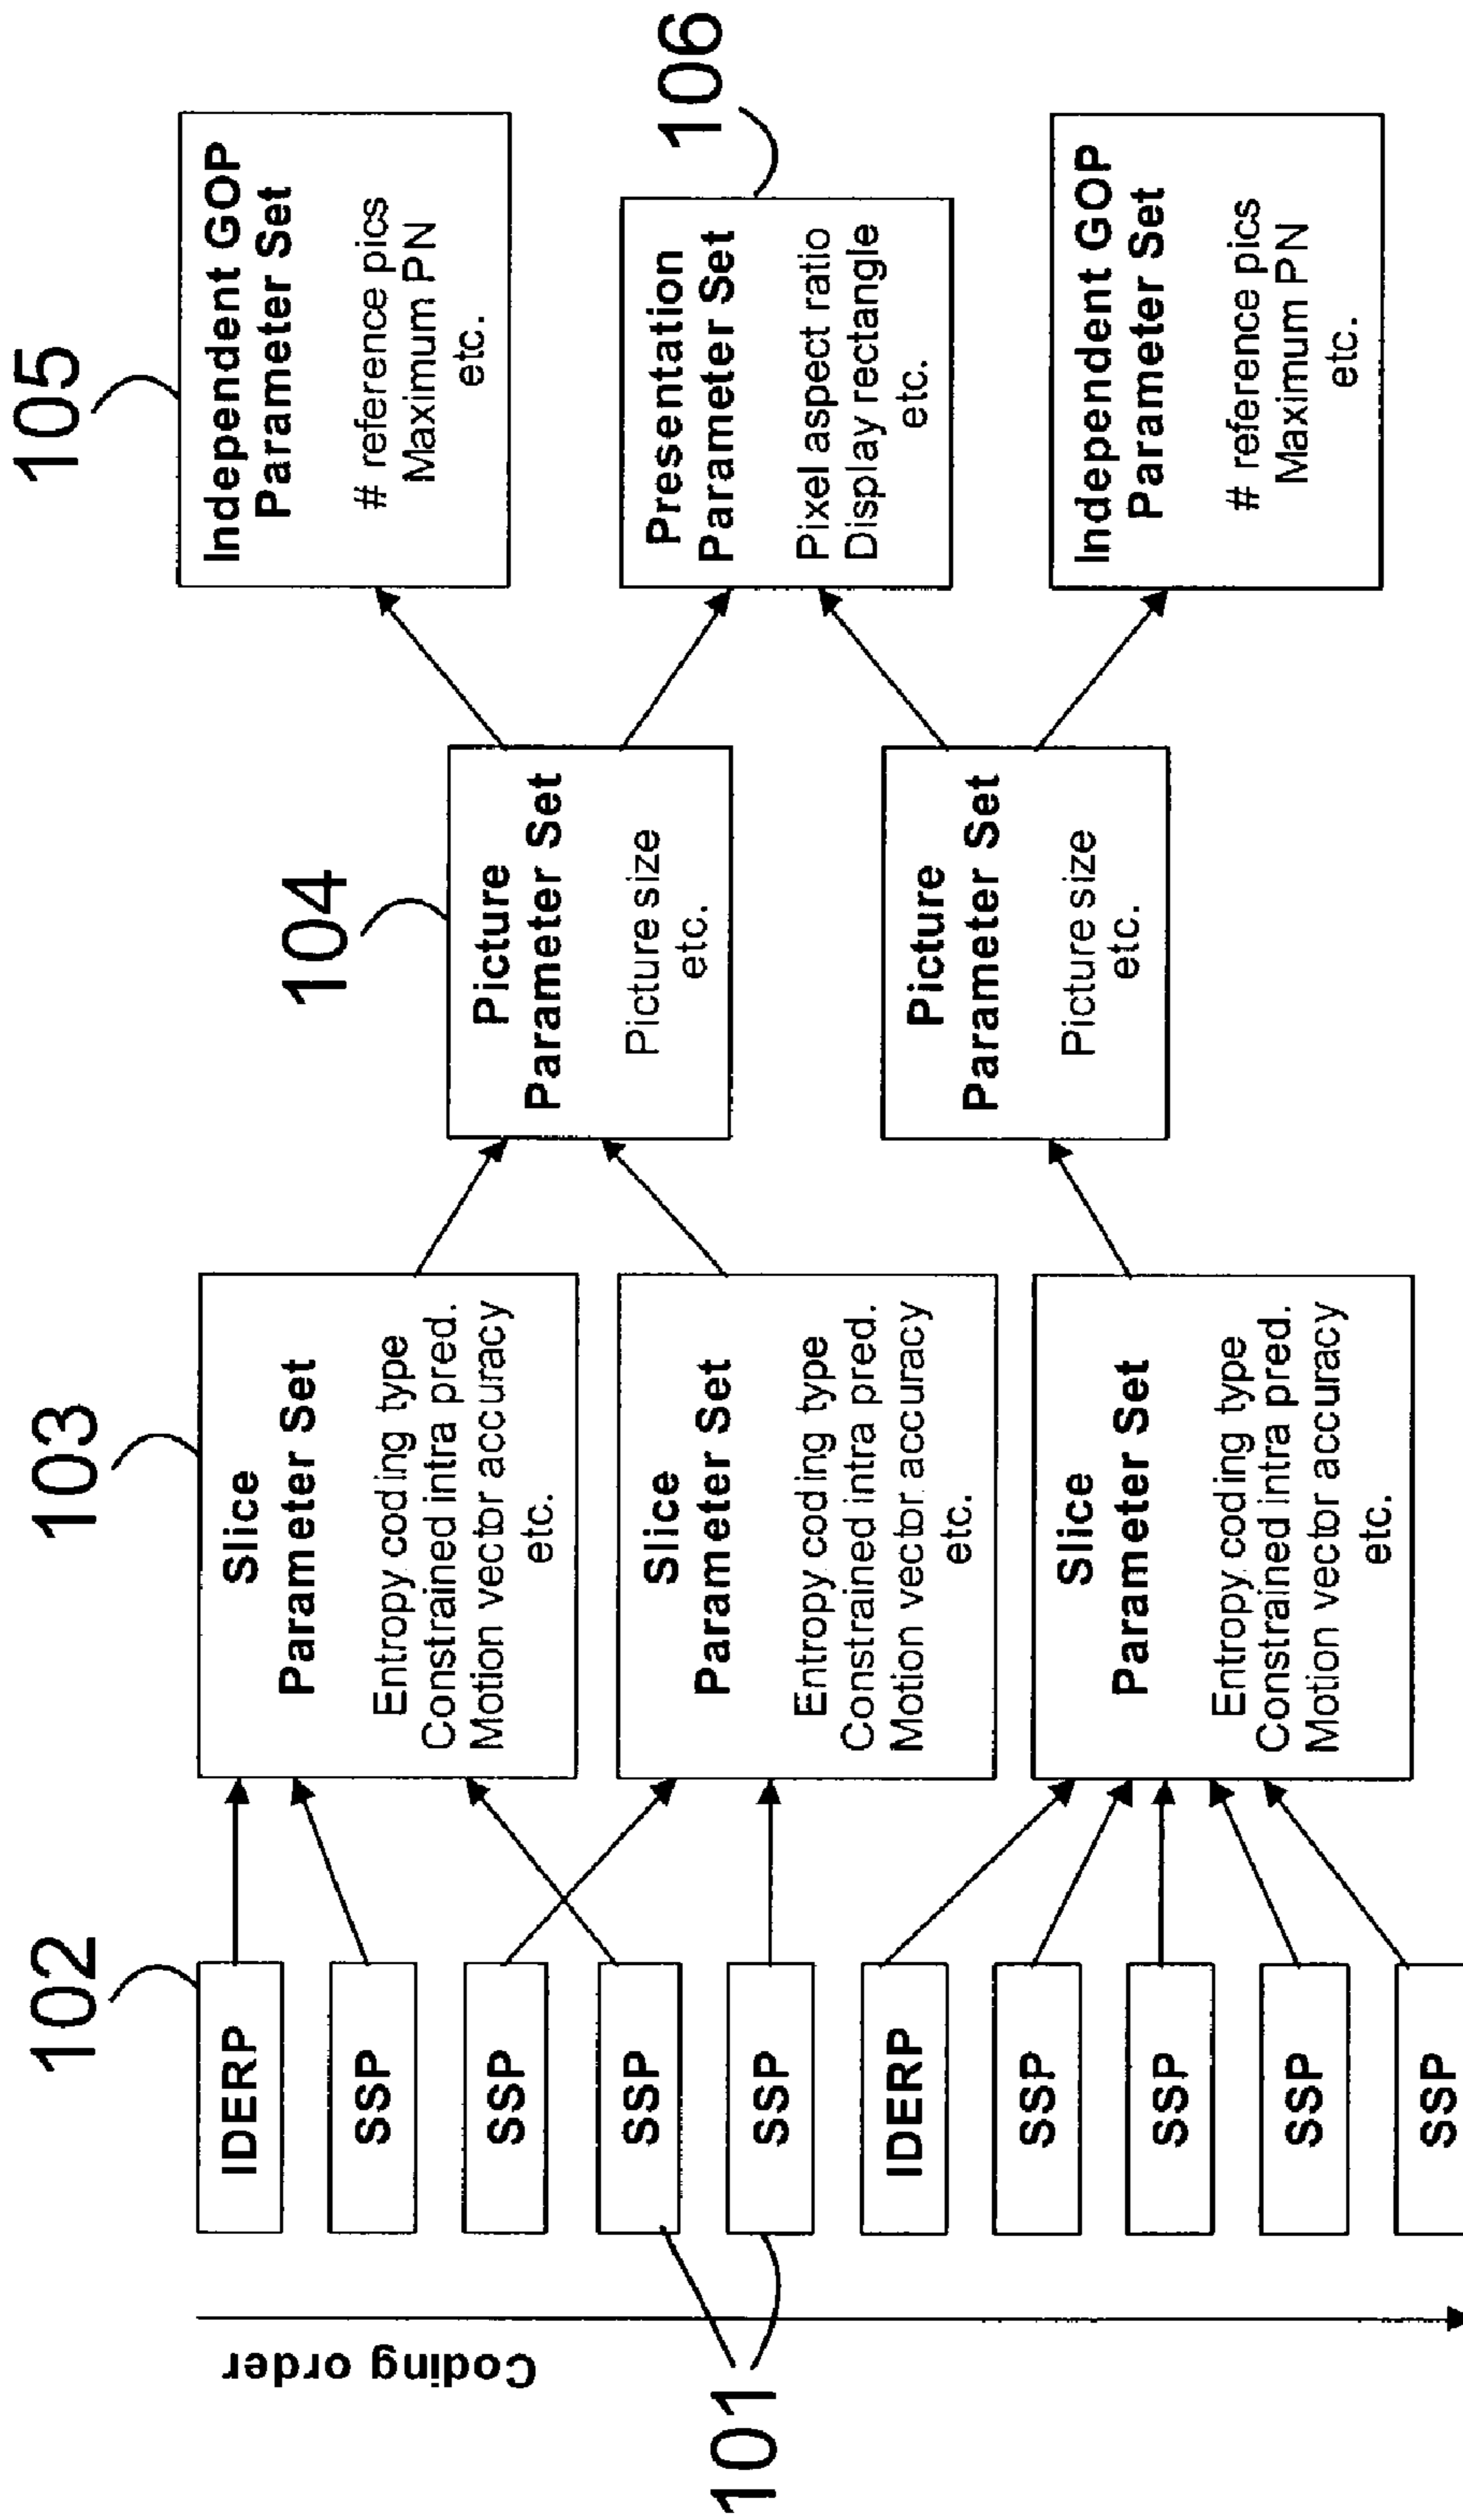 Coding order
101
102
IDERP
SSP
SSP
SSP
SSP
IDERP
SSP
SSP
SSP
SSP
103
Slice
Parameter Set
Entropy coding type
Constrained intra pred.
Motion vector accuracy
etc.
Slice
Parameter Set
Entropy coding type
Constrained intra pred.
Motion vector accuracy
etc.
Slice
Parameter Set
Entropy coding type
Constrained intra pred.
Motion vector accuracy
etc.
104
Picture
Parameter Set
Picture size
etc.
Picture
Parameter Set
Picture size
etc.
105
Independent GOP
Parameter Set
# reference pics
Maximum PN
etc.
106
Presentation
Parameter Set
Pixel aspect ratio
Display rectangle
etc.
Independent GOP
Parameter Set
# reference pics
Maximum PN
etc.